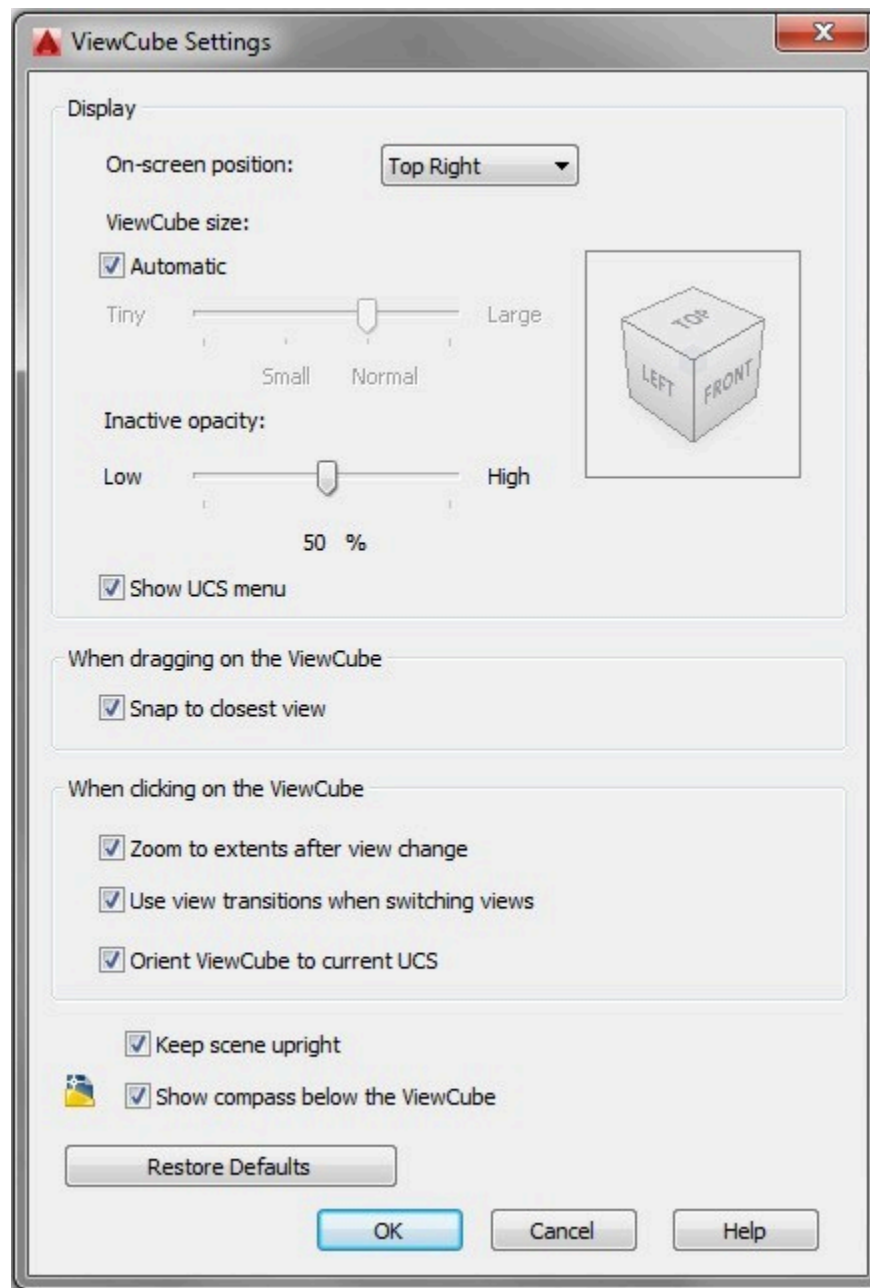 ViewCube Settings
Display
On-screen position: Top Right
ViewCube size:
Automatic
Tiny Large
Small Normal
TOP
LEFT FRONT
Inactive opacity:
Low High
50 %
Show UCS menu
When dragging on the ViewCube
Snap to closest view
When clicking on the ViewCube
Zoom to extents after view change
Use view transitions when switching views
Orient ViewCube to current UCS
Keep scene upright
Show compass below the ViewCube
Restore Defaults
OK Cancel Help